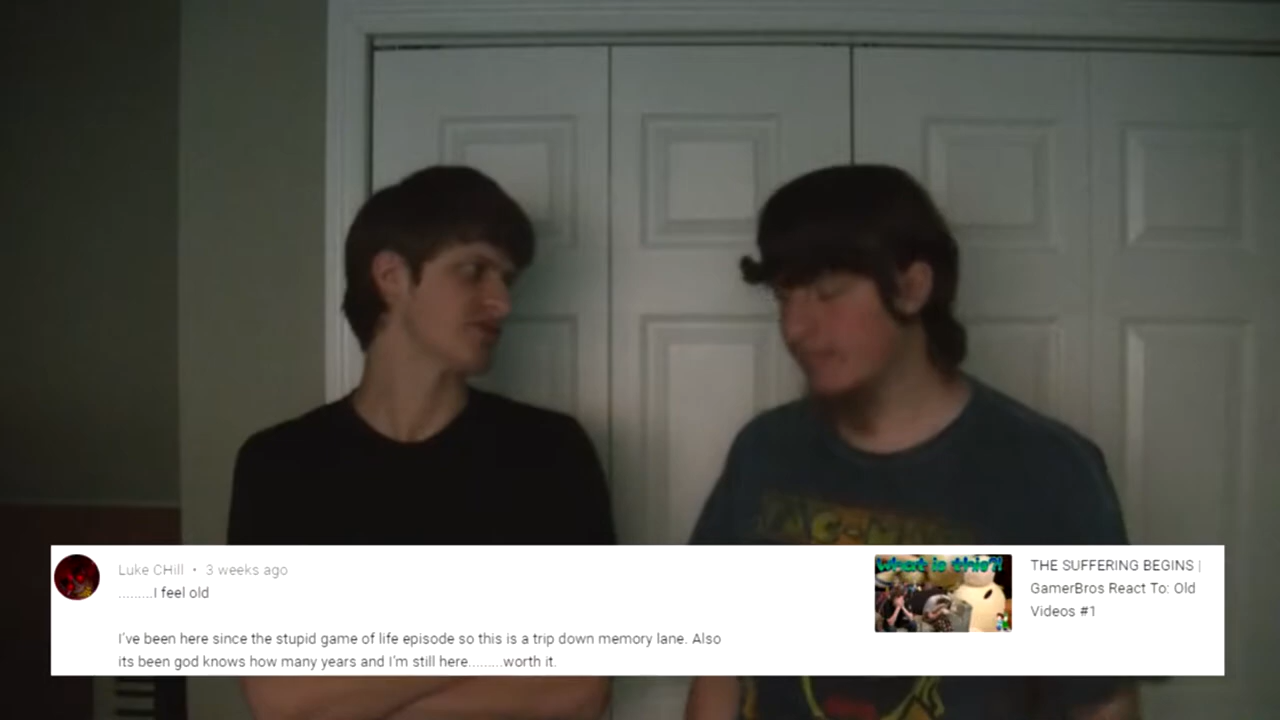 Luke CHill • 3 weeks ago
.........I feel old
I've been here since the stupid game of life episode so this is a trip down memory lane. Also
its been god knows how many years and I'm still here.........worth it.
What is this?!
THE SUFFERING BEGINS |
GamerBros React To: Old
Videos #1